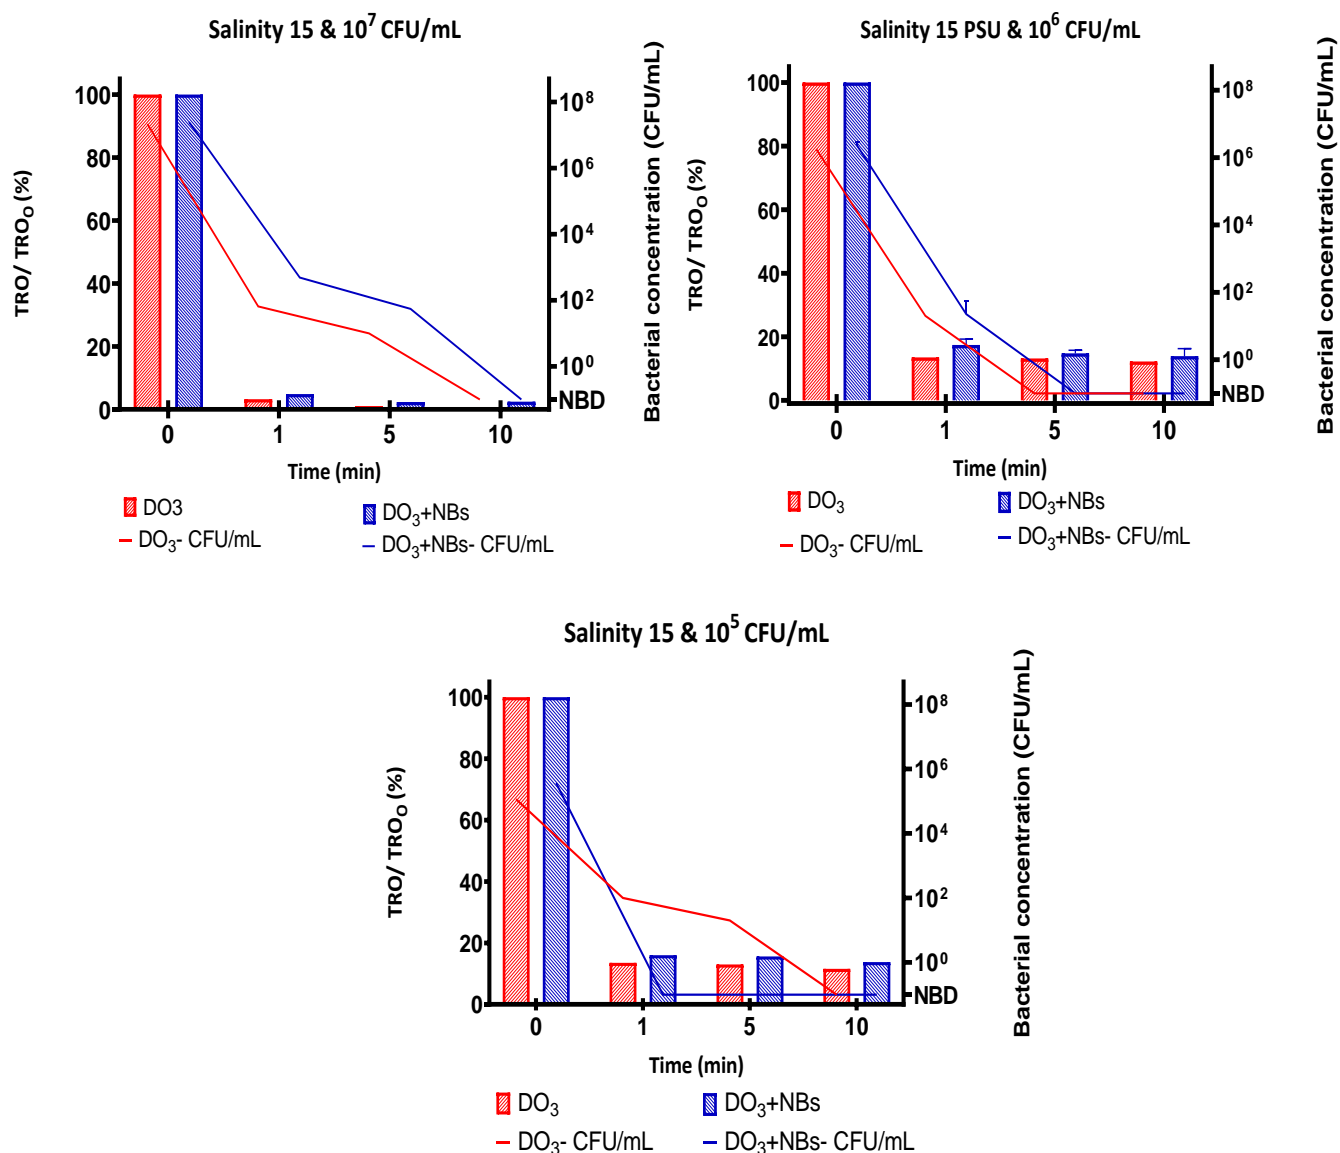 Salinity 15 & 10⁷ CFU/mL
TRO/ TRO₀ (%)
100
80
60
40
20
0
10⁸
10⁶
10⁴
10²
10⁰
NBD
Bacterial concentration (CFU/mL)
0 1 5 10
Time (min)
DO3
DO₃+NBs
DO₃- CFU/mL
DO₃+NBs- CFU/mL
Salinity 15 PSU & 10⁶ CFU/mL
TRO/ TRO₀ (%)
100
80
60
40
20
0
10⁸
10⁶
10⁴
10²
10⁰
NBD
Bacterial concentration (CFU/mL)
0 1 5 10
Time (min)
DO₃
DO₃+NBs
DO₃- CFU/mL
DO₃+NBs- CFU/mL
Salinity 15 & 10⁵ CFU/mL
TRO/ TRO₀ (%)
100
80
60
40
20
0
10⁸
10⁶
10⁴
10²
10⁰
NBD
Bacterial concentration (CFU/mL)
0 1 5 10
Time (min)
DO₃
DO₃+NBs
DO₃- CFU/mL
DO₃+NBs- CFU/mL